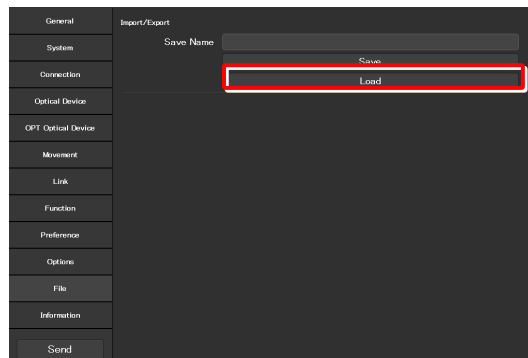 General
System
Connection
Optical Device
OPT Optical Device
Movement
Link
Function
Preference
Options
File
Information
Send
Import/Export
Save Name
Save
Load